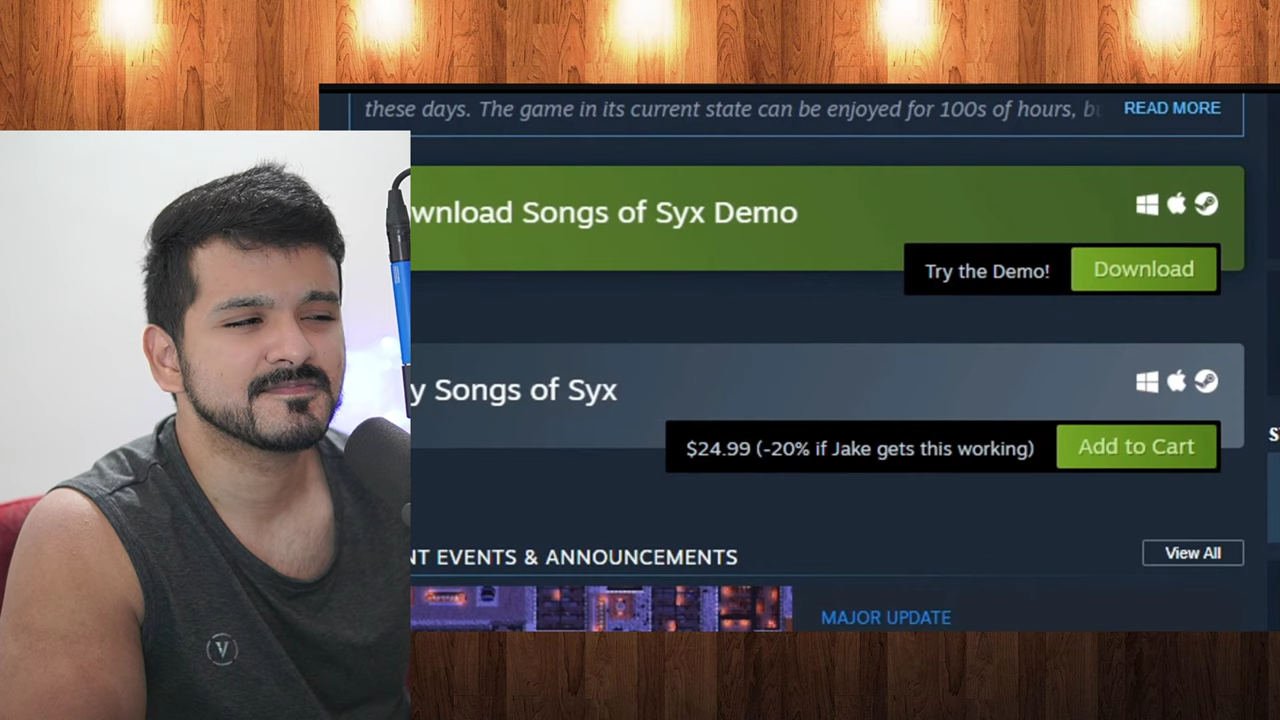 these days. The game in its current state can be enjoyed for 100s of hours, b
READ MORE
wnload Songs of Syx Demo
Try the Demo!
Download
y Songs of Syx
$24.99 (-20% if Jake gets this working)
Add to Cart
NT EVENTS & ANNOUNCEMENTS
View All
MAJOR UPDATE
V